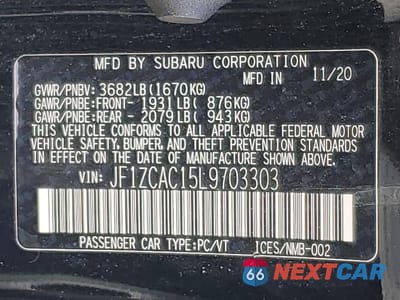 MFD BY SUBARU CORPORATION
GVWR/PNBV: 3682LB(1670KG) 11/20
GAWR/PNBE:FRONT- 1931LB( 876KG)
GAWR/PNBE:REAR - 2079LB( 943KG)
THIS VEHICLE CONFORMS TO ALL APPLICABLE FEDERAL MOTOR
VEHICLE SAFETY, BUMPER, AND THEFT PREVENTION STANDARDS
IN EFFECT ON THE DATE OF MANUFACTURE SHOWN ABOVE.
VIN: JF1ZCAC15L9703303
PASSENGER CAR TYPE:PC/VT ICES/NMB-002
66 NEXTCAR